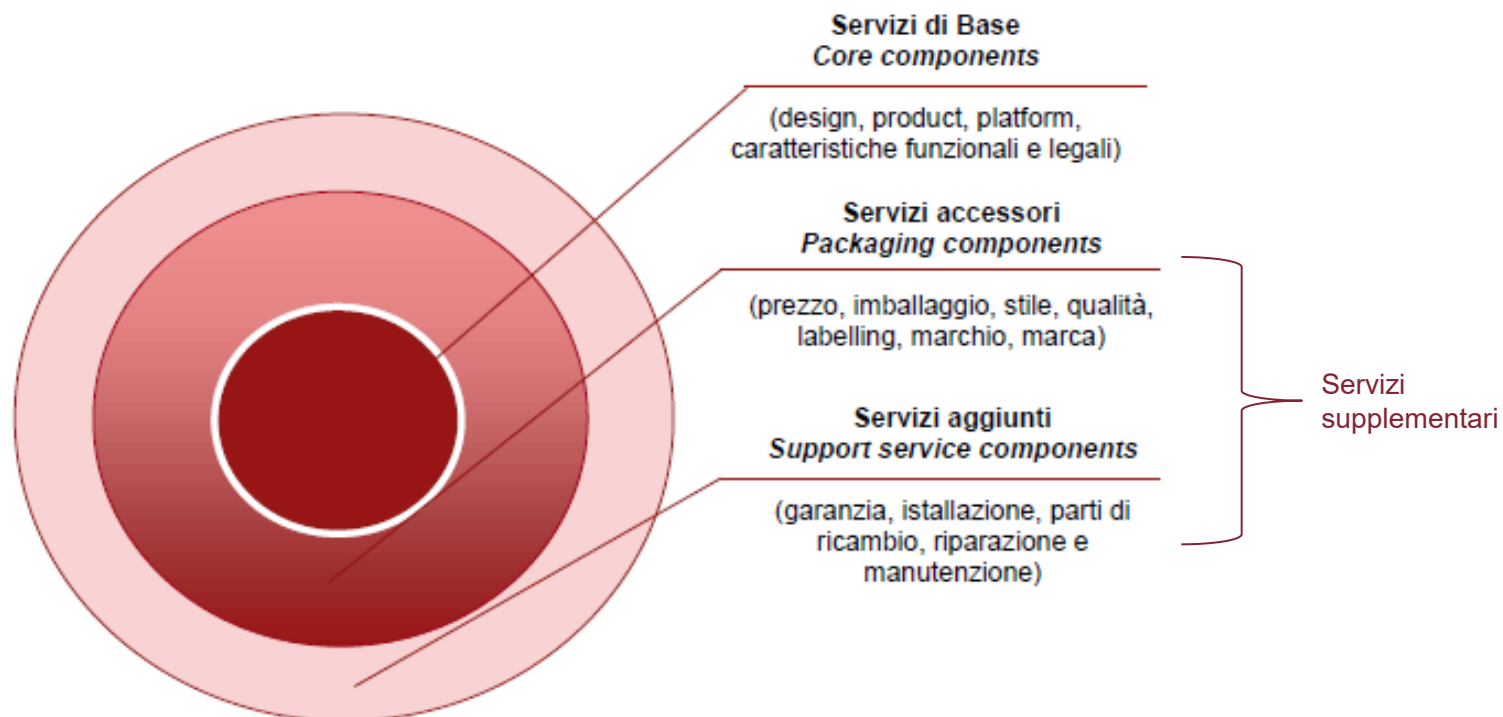 Servizi di Base
Core components
(design, product, platform,
caratteristiche funzionali e legali)
Servizi accessori
Packaging components
(prezzo, imballaggio, stile, qualità,
labelling, marchio, marca)
Servizi aggiunti
Support service components
(garanzia, istallazione, parti di
ricambio, riparazione e
manutenzione)
Servizi
supplementari